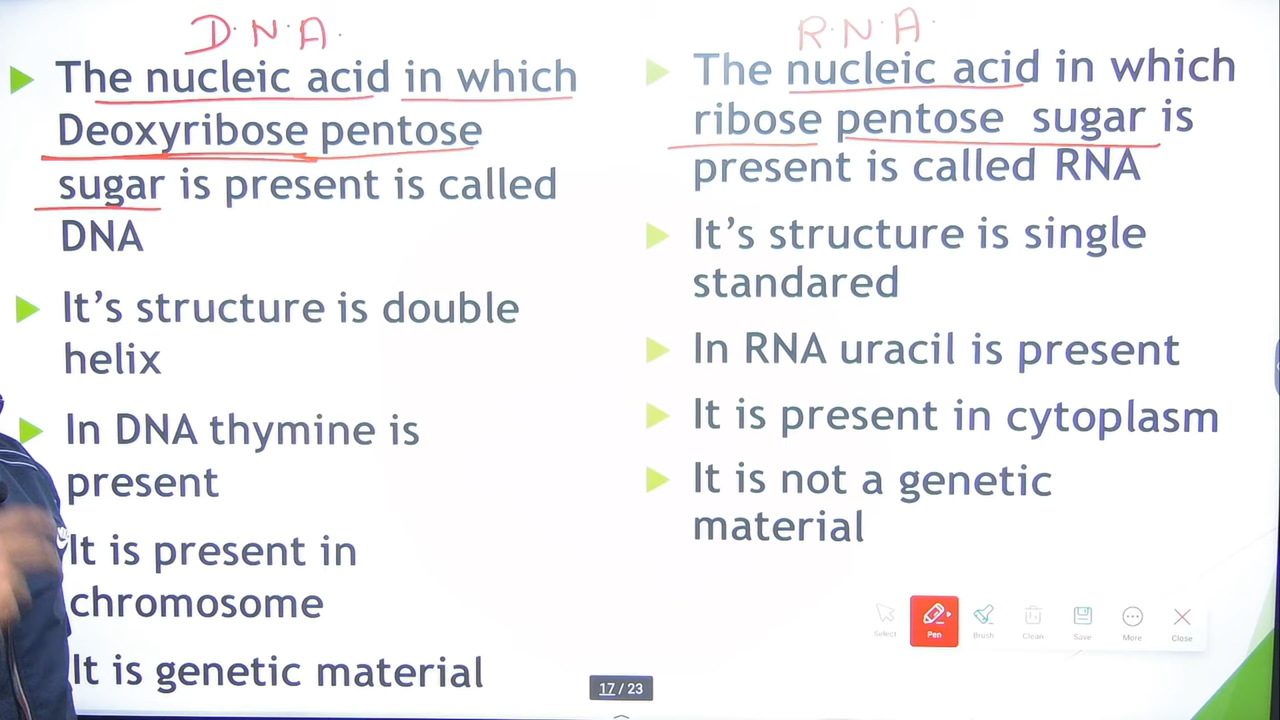 D.N.A.
The nucleic acid in which
Deoxyribose pentose
sugar is present is called
DNA
It's structure is double
helix
In DNA thymine is
present
It is present in
chromosome
It is genetic material
R.N.A.
The nucleic acid in which
ribose pentose sugar is
present is called RNA
It's structure is single
standared
In RNA uracil is present
It is present in cytoplasm
It is not a genetic
material
Select Pen Brush Clean Save More Close
17 / 23